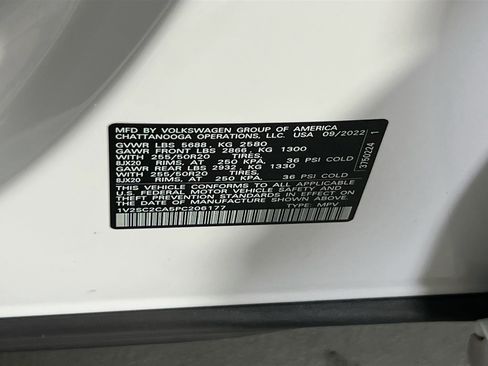 MFD BY VOLKSWAGEN GROUP OF AMERICA
CHATTANOOGA OPERATIONS, LLC. USA 09/2022
GVWR LBS 5688, KG 2580
GAWR FRONT LBS 2866, KG 1300
WITH 255/50R20 TIRES,
8JX20 RIMS, AT 250 KPA, 36 PSI COLD
GAWR REAR LBS 2932, KG 1330
WITH 255/50R20 TIRES,
8JX20 RIMS, AT 250 KPA, 36 PSI COLD
THIS VEHICLE CONFORMS TO ALL APPLICABLE
U.S. FEDERAL MOTOR VEHICLE SAFETY AND
THEFT PREVENTION STANDARDS IN EFFECT ON THE
DATE OF MANUFACTURE SHOWN ABOVE.
1V2SC2CA5PC206177 TYPE: MPV
3750324 1